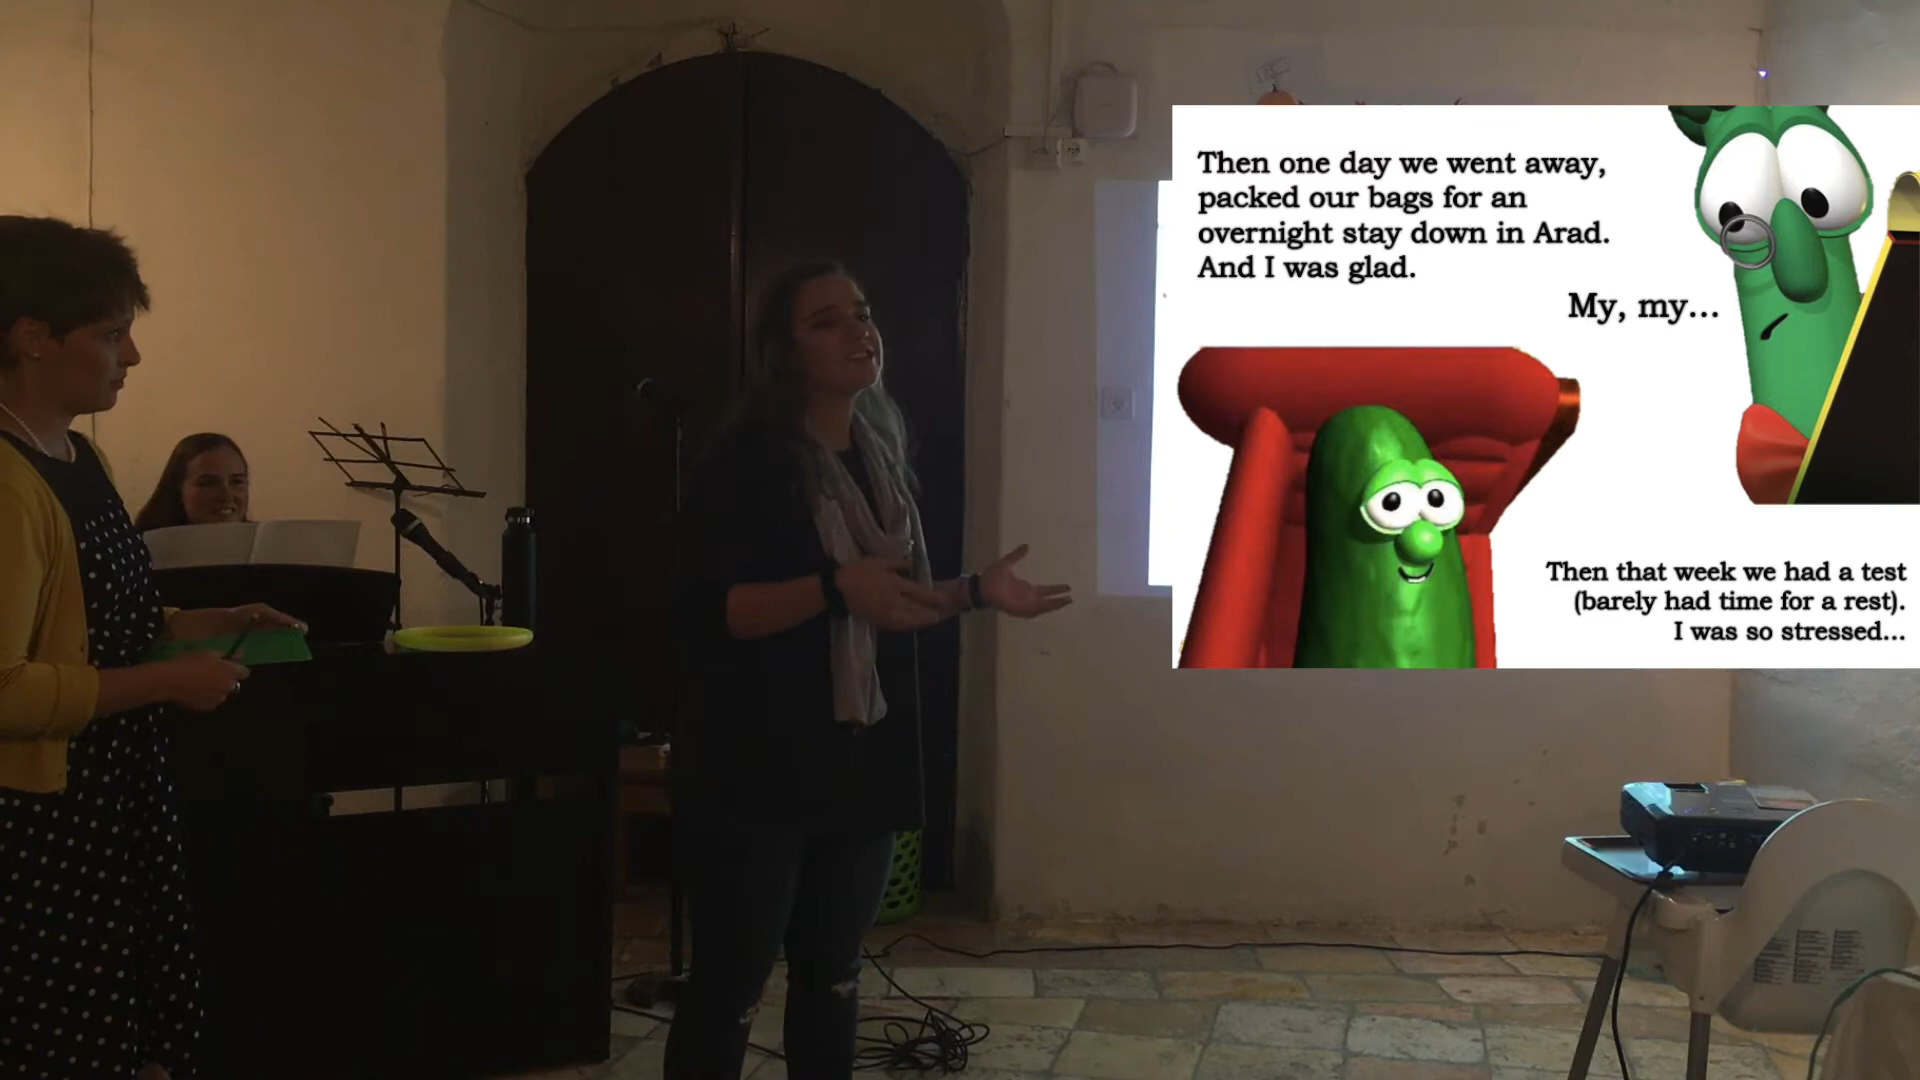 Then one day we went away,
packed our bags for an
overnight stay down in Arad.
And I was glad.
My, my...
Then that week we had a test
(barely had time for a rest).
I was so stressed...